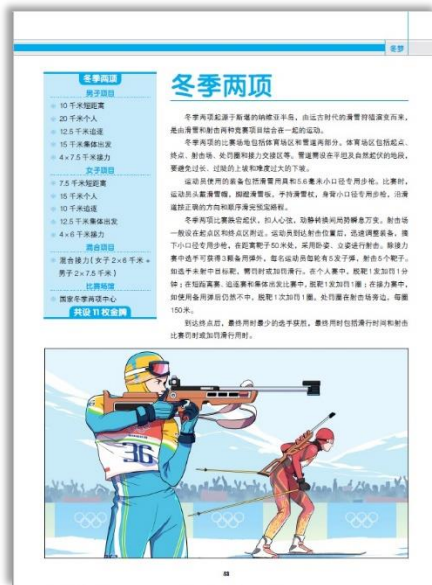 冬梦
冬季两项
男子项目
10 千米短距离
20 千米个人
12.5 千米追逐
15 千米集体出发
4×7.5 千米接力
女子项目
7.5 千米短距离
15 千米个人
10 千米追逐
12.5 千米集体出发
4×6 千米接力
混合项目
混合接力（女子 2×6 千米 +
男子 2×7.5 千米）
比赛场馆
国家冬季两项中心
共设 11 枚金牌
冬季两项
冬季两项起源于斯堪的纳维亚半岛，由远古时代的滑雪狩猎演变而来，
是由滑雪和射击两种竞赛项目结合在一起的运动。
冬季两项的比赛场地包括体育场区和雪道两部分。体育场区包括起点、
终点、射击场、处罚圈和接力交接区等。雪道需设在平坦及自然起伏的地段，
要避免过长、过陡的上坡和难度过大的下坡。
运动员使用的装备包括滑雪用具和5.6毫米小口径专用步枪。比赛时，
运动员头戴滑雪帽，脚蹬滑雪板，手持滑雪杖，身背小口径专用步枪，沿滑
道按正确的方向和顺序滑完预定路程。
冬季两项比赛跌宕起伏，扣人心弦，动静转换间局势瞬息万变。射击场
一般设在起点区和终点区附近。运动员到达射击位置后，迅速调整装备，摘
下小口径专用步枪，在距离靶子50米处，采用卧姿、立姿进行射击。除接力
赛中选手可获得3颗备用弹外，每名运动员每轮有5发子弹，射击5个靶子。
如选手未射中目标靶，需罚时或加罚滑行。在个人赛中，脱靶1发加罚1分
钟；在短距离赛、追逐赛和集体出发比赛中，脱靶1发加罚1圈；在接力赛中，
如使用备用弹后仍然不中，脱靶1次加罚1圈。处罚圈在射击场旁边，每圈
150米。
到达终点后，最终用时最少的选手获胜，最终用时包括滑行时间和射击
比赛罚时或加罚滑行用时。
36